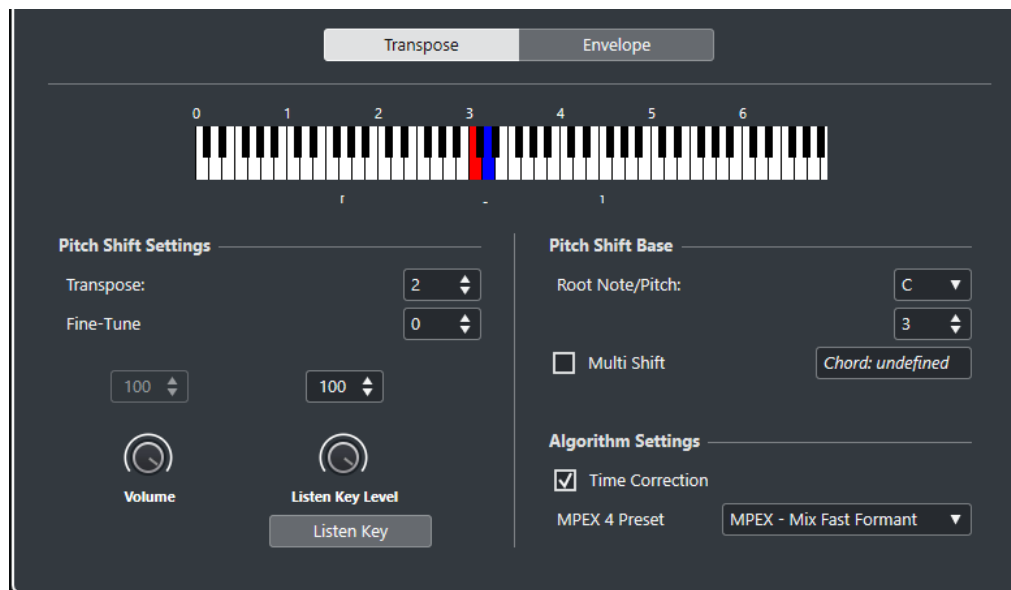 Transpose Envelope
0 1 2 3 4 5 6
Pitch Shift Settings
Transpose: 2
Fine-Tune 0
100 100
Volume Listen Key Level
Listen Key
Pitch Shift Base
Root Note/Pitch: C
3
Multi Shift Chord: undefined
Algorithm Settings
Time Correction
MPEX 4 Preset MPEX - Mix Fast Formant